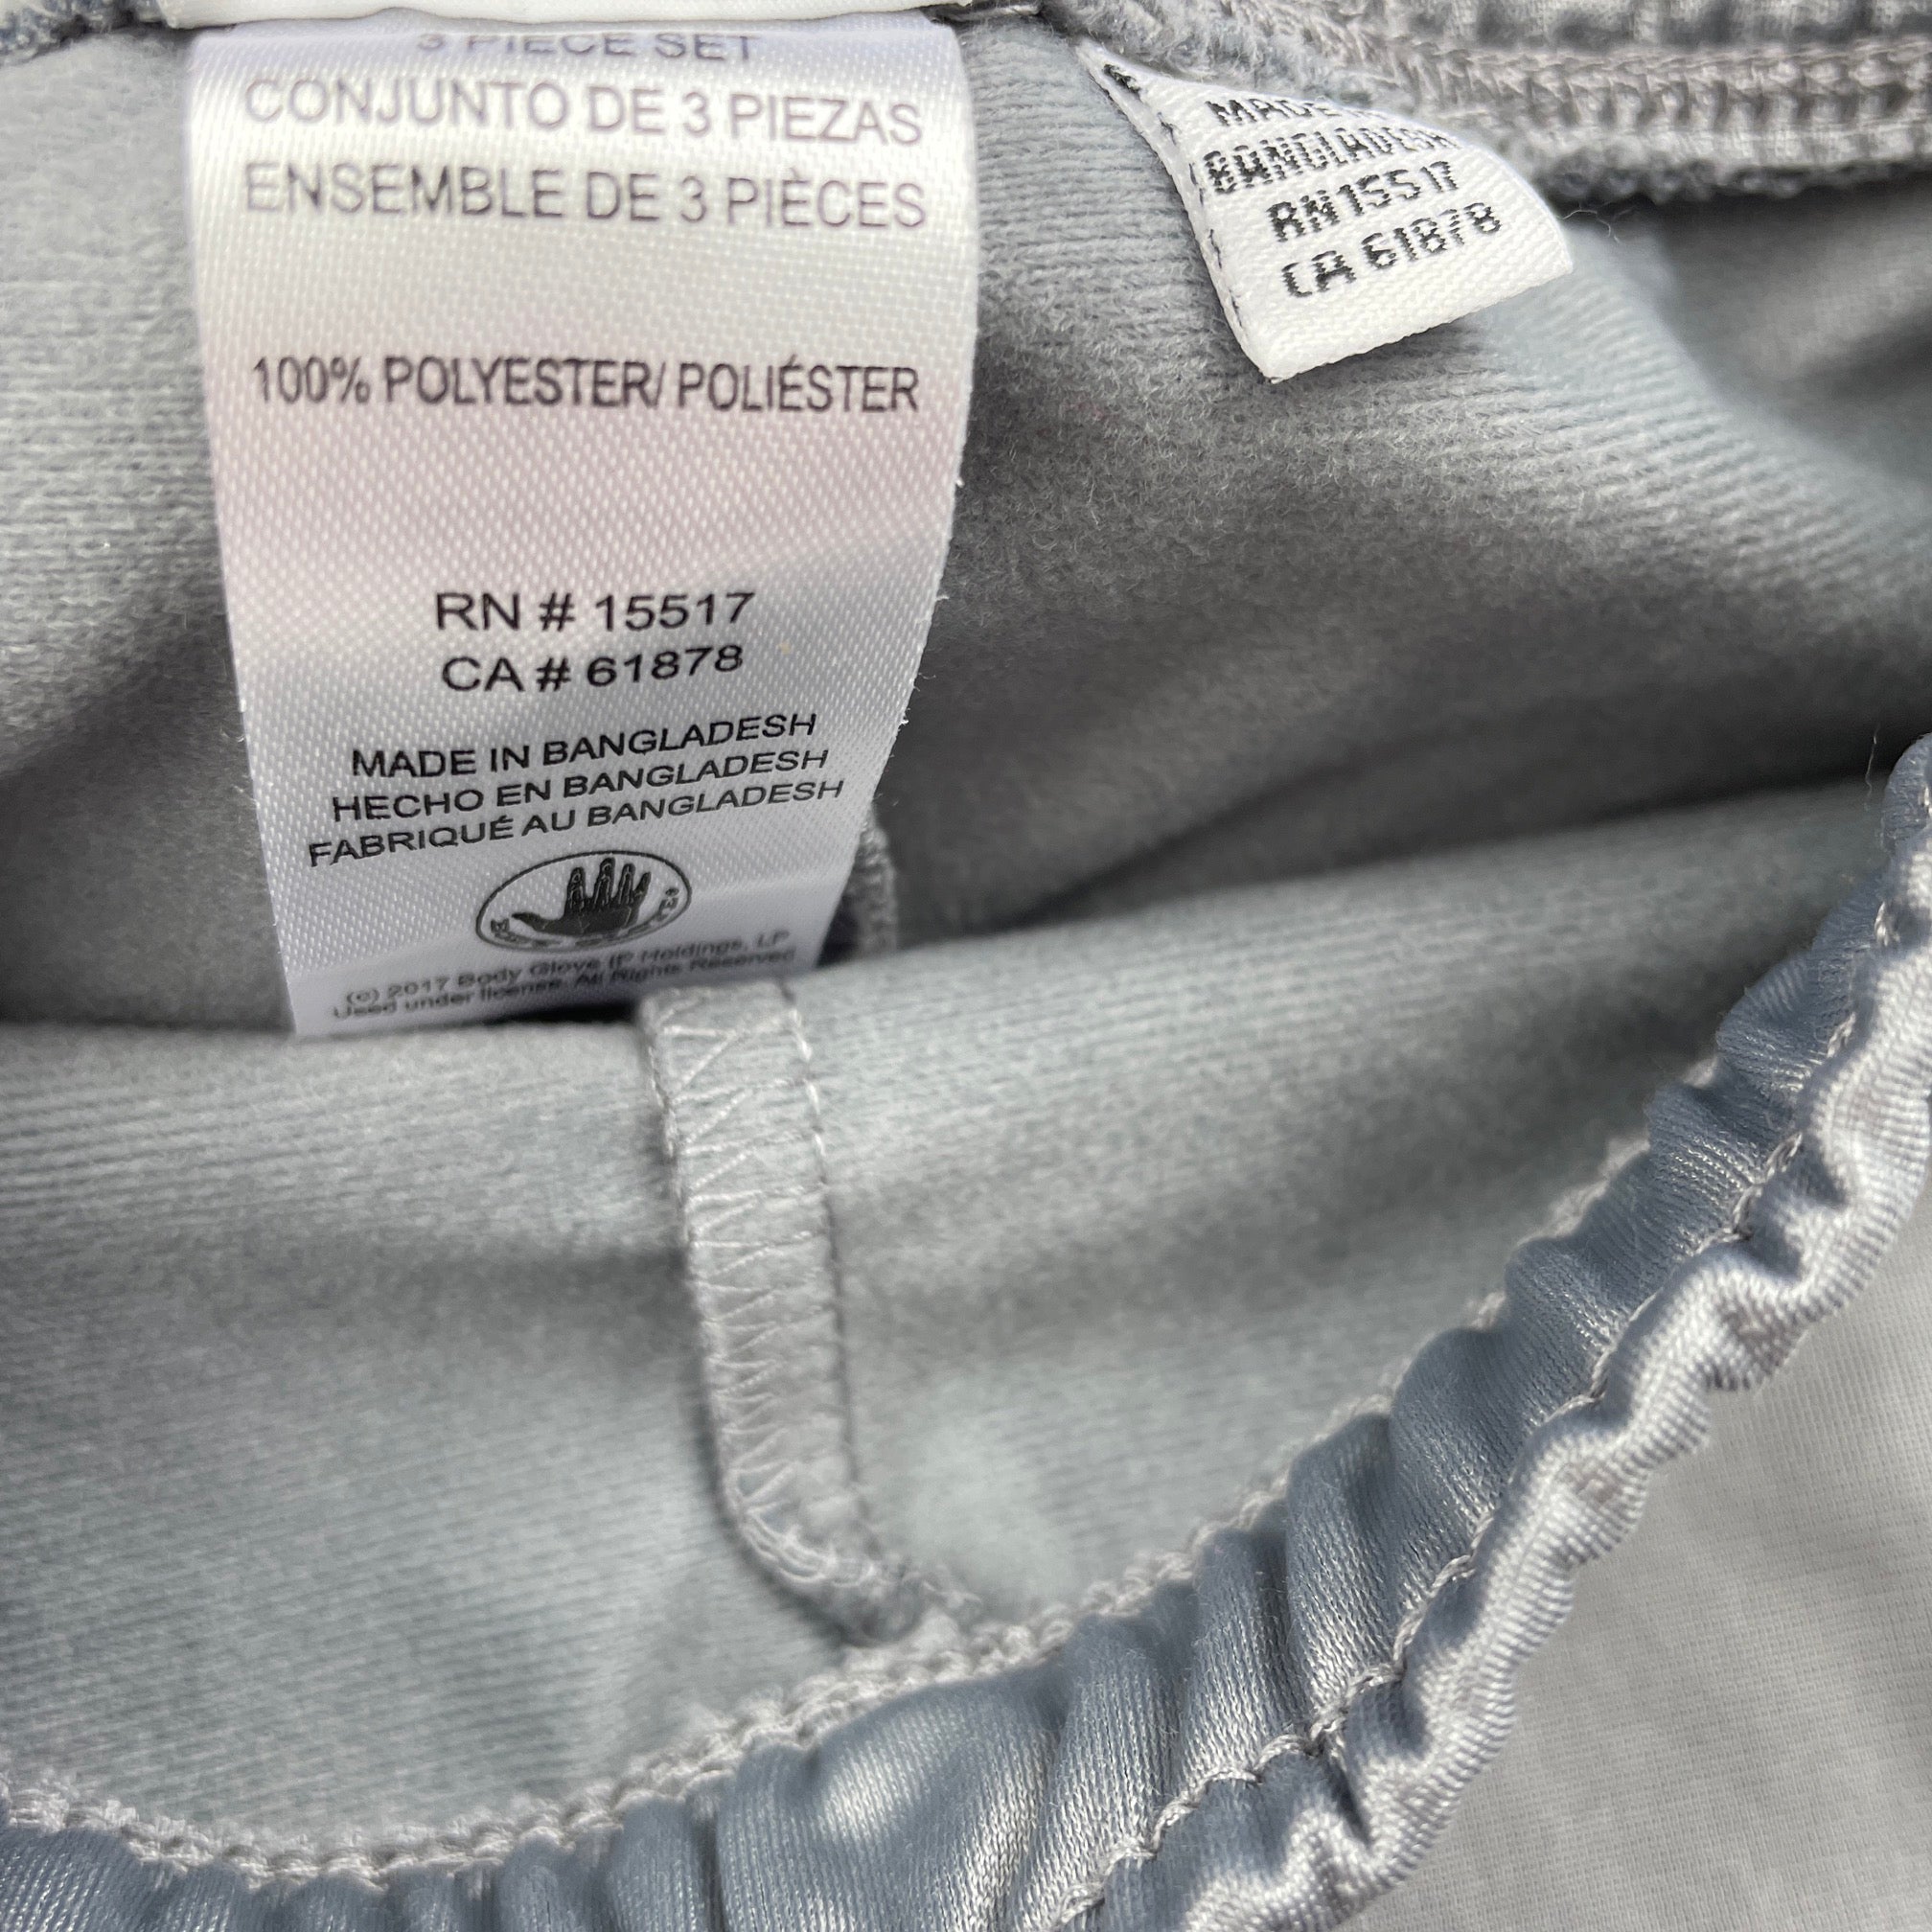 3 PIECE SET
CONJUNTO DE 3 PIEZAS
ENSEMBLE DE 3 PIÈCES
100% POLYESTER/ POLIÉSTER
RN # 15517
CA # 61878
MADE IN BANGLADESH
HECHO EN BANGLADESH
FABRIQUÉ AU BANGLADESH
(c) 2017 Body Glove IP Holdings, LP
Used under license. All Rights Reserved
MADE
BANGLADESH
RN 15517
CA 61878